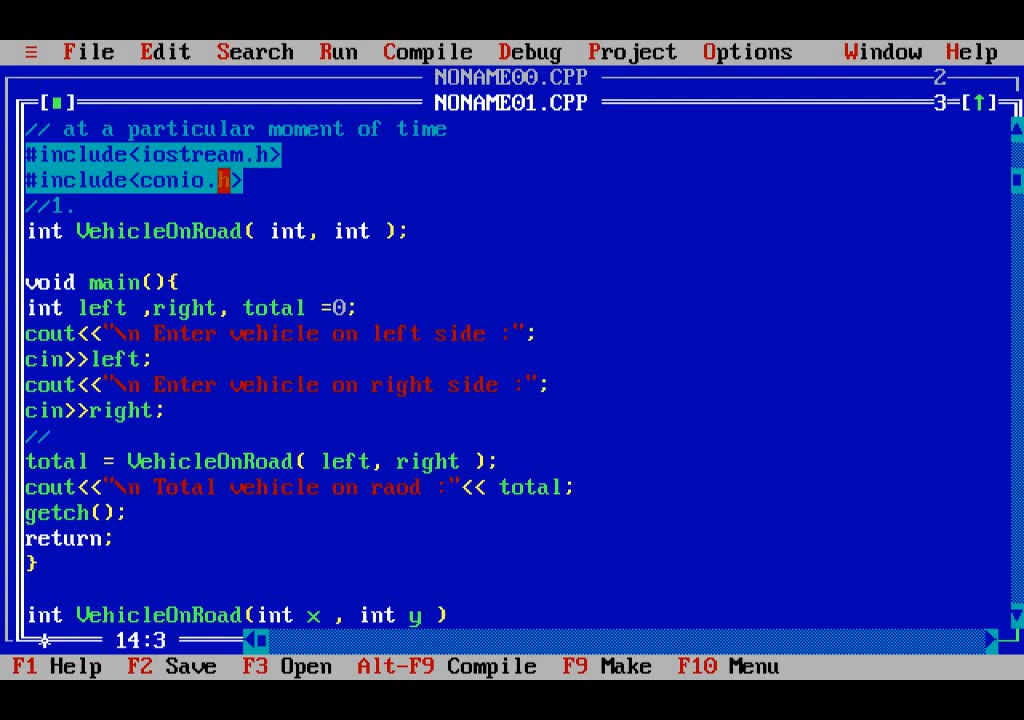 ≡ File Edit Search Run Compile Debug Project Options Window Help
NONAME00.CPP 2
[■] NONAME01.CPP 3=[↑]
// at a particular moment of time
#include<iostream.h>
#include<conio.h>
//1.
int VehicleOnRoad( int, int );
void main(){
int left ,right, total =0;
cout<<"\n Enter vehicle on left side :";
cin>>left;
cout<<"\n Enter vehicle on right side :";
cin>>right;
//
total = VehicleOnRoad( left, right );
cout<<"\n Total vehicle on raod :"<< total;
getch();
return;
}
int VehicleOnRoad(int x , int y )
14:3
F1 Help F2 Save F3 Open Alt-F9 Compile F9 Make F10 Menu